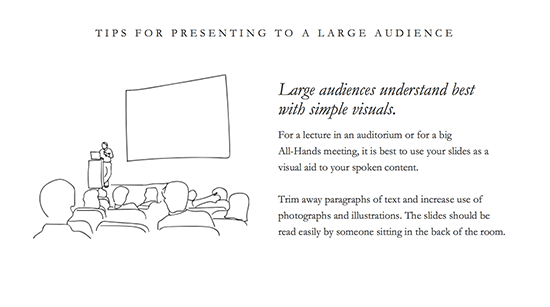 TIPS FOR PRESENTING TO A LARGE AUDIENCE
Large audiences understand best
with simple visuals.
For a lecture in an auditorium or for a big
All-Hands meeting, it is best to use your slides as a
visual aid to your spoken content.
Trim away paragraphs of text and increase use of
photographs and illustrations. The slides should be
read easily by someone sitting in the back of the room.